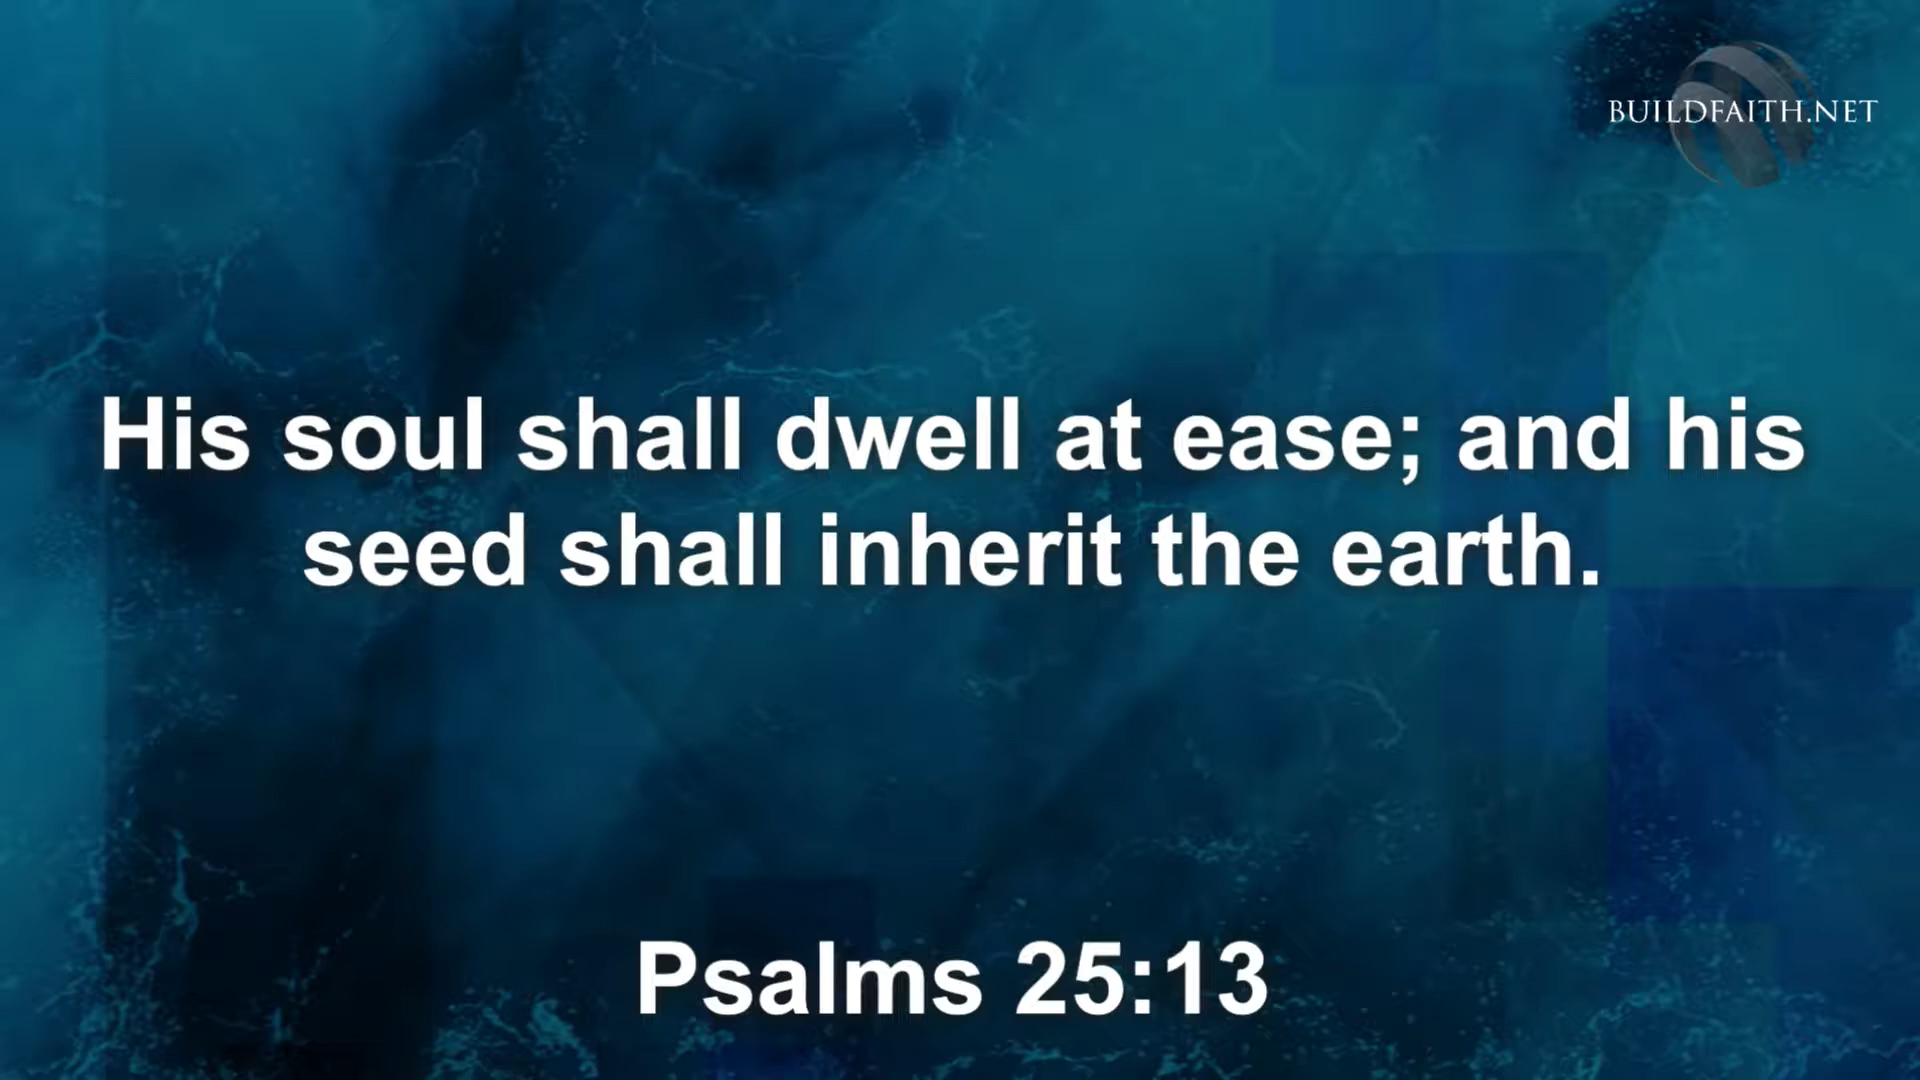 BUILDFAITH.NET
His soul shall dwell at ease; and his
seed shall inherit the earth.
Psalms 25:13